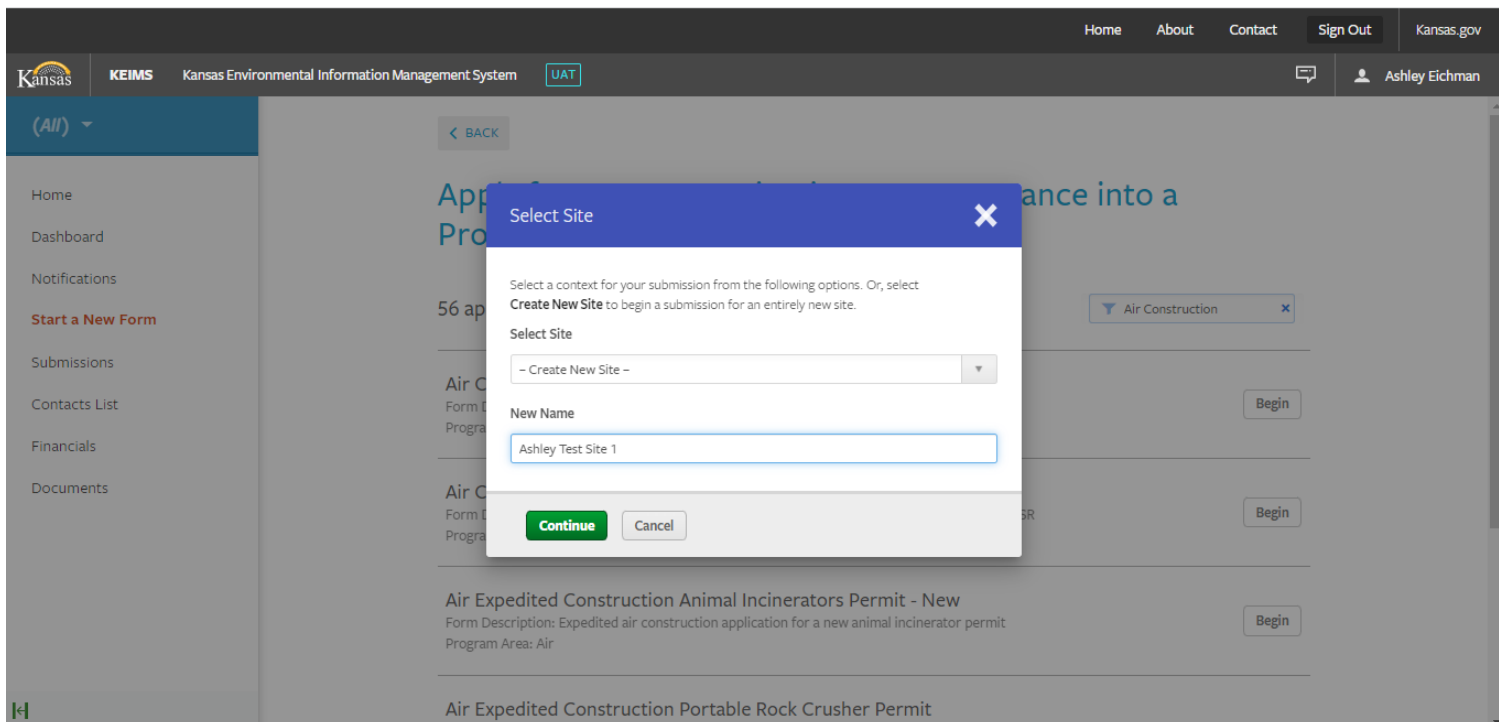 Home About Contact Sign Out Kansas.gov
Kansas KEIMS Kansas Environmental Information Management System UAT Ashley Eichman
(All)
BACK
Home
Dashboard
Notifications
Start a New Form
Submissions
Contacts List
Financials
Documents
App ance into a
Pro
56 ap
Air Construction ×
Select Site
Select a context for your submission from the following options. Or, select
Create New Site to begin a submission for an entirely new site.
Select Site
– Create New Site –
New Name
Ashley Test Site 1
Continue Cancel
Air C
Form D
Progra
Begin
Air C
Form D SR
Progra
Begin
Air Expedited Construction Animal Incinerators Permit - New
Form Description: Expedited air construction application for a new animal incinerator permit
Program Area: Air
Begin
Air Expedited Construction Portable Rock Crusher Permit